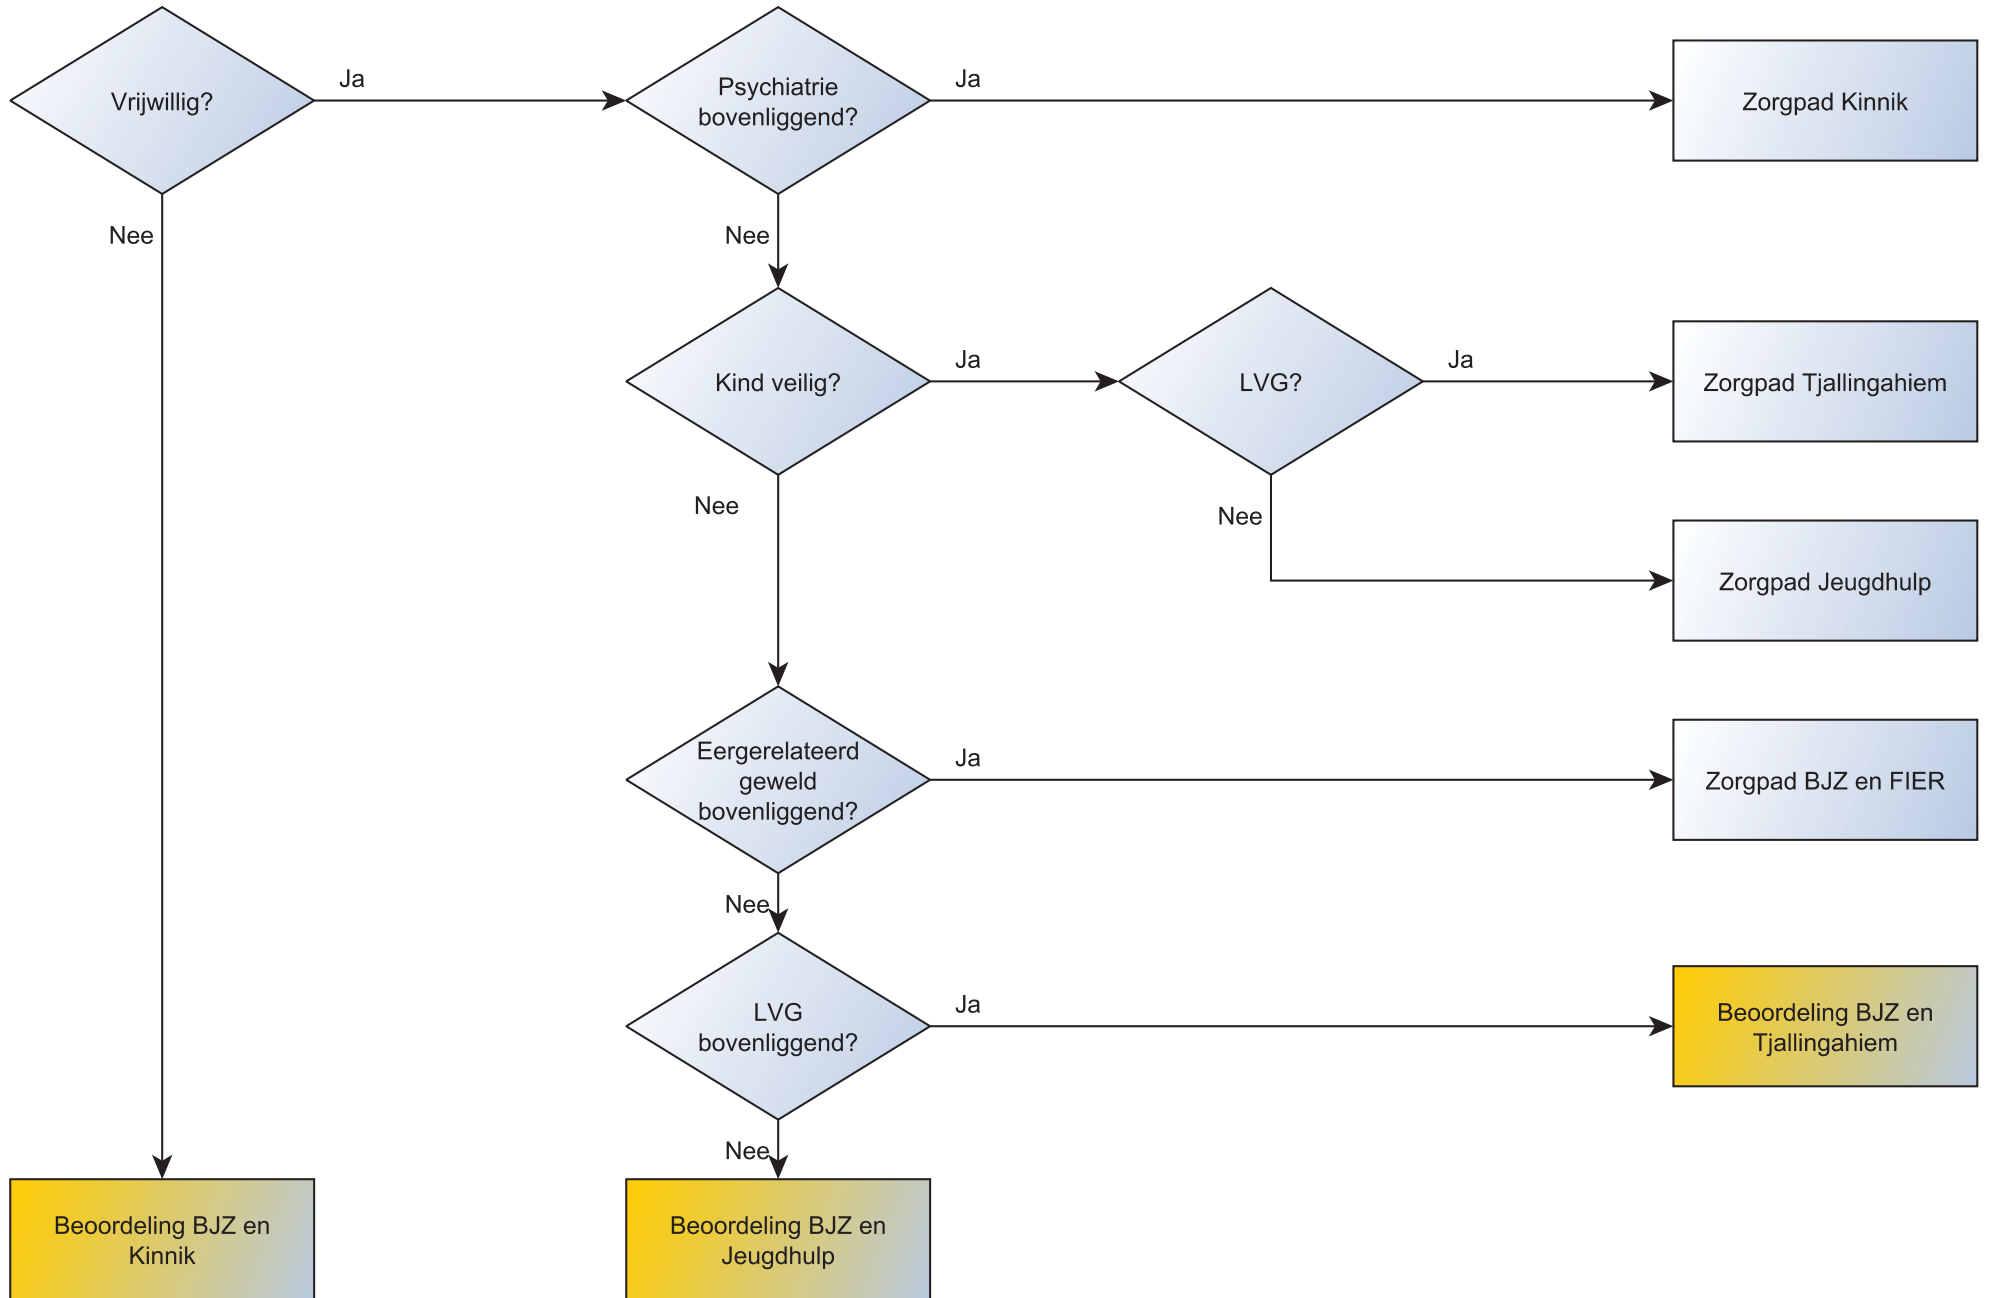 Vrijwillig?
Ja
Psychiatrie
bovenliggend?
Ja
Zorgpad Kinnik
Nee
Nee
Kind veilig?
Ja
LVG?
Ja
Zorgpad Tjallingahiem
Nee
Nee
Zorgpad Jeugdhulp
Eergerelateerd
geweld
bovenliggend?
Ja
Zorgpad BJZ en FIER
Nee
LVG
bovenliggend?
Ja
Beoordeling BJZ en
Tjallingahiem
Nee
Beoordeling BJZ en
Kinnik
Beoordeling BJZ en
Jeugdhulp